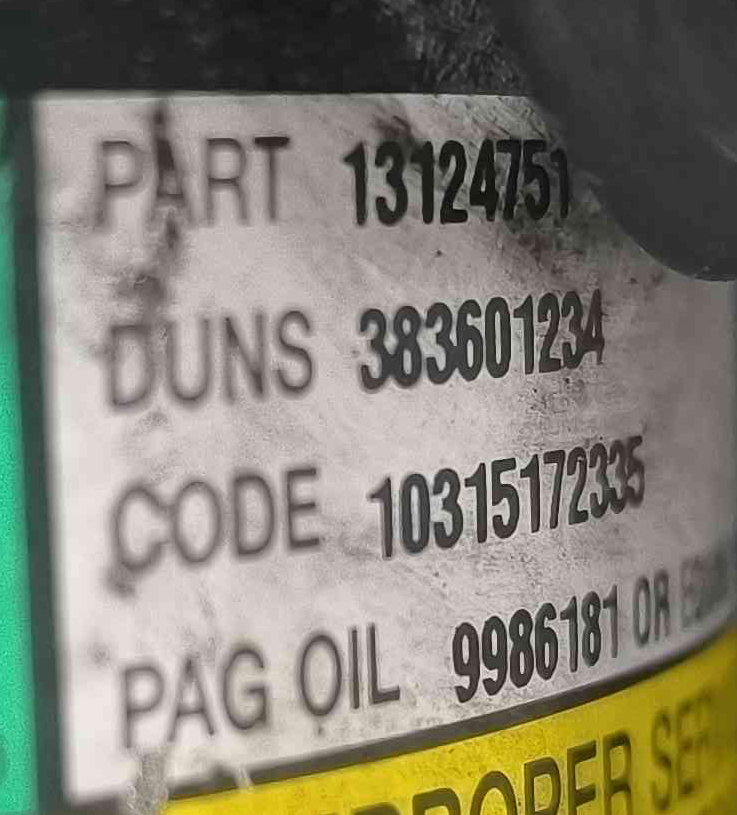 PART 13124751
DUNS 383601234
CODE 10315172335
PAG OIL 9986181 OR